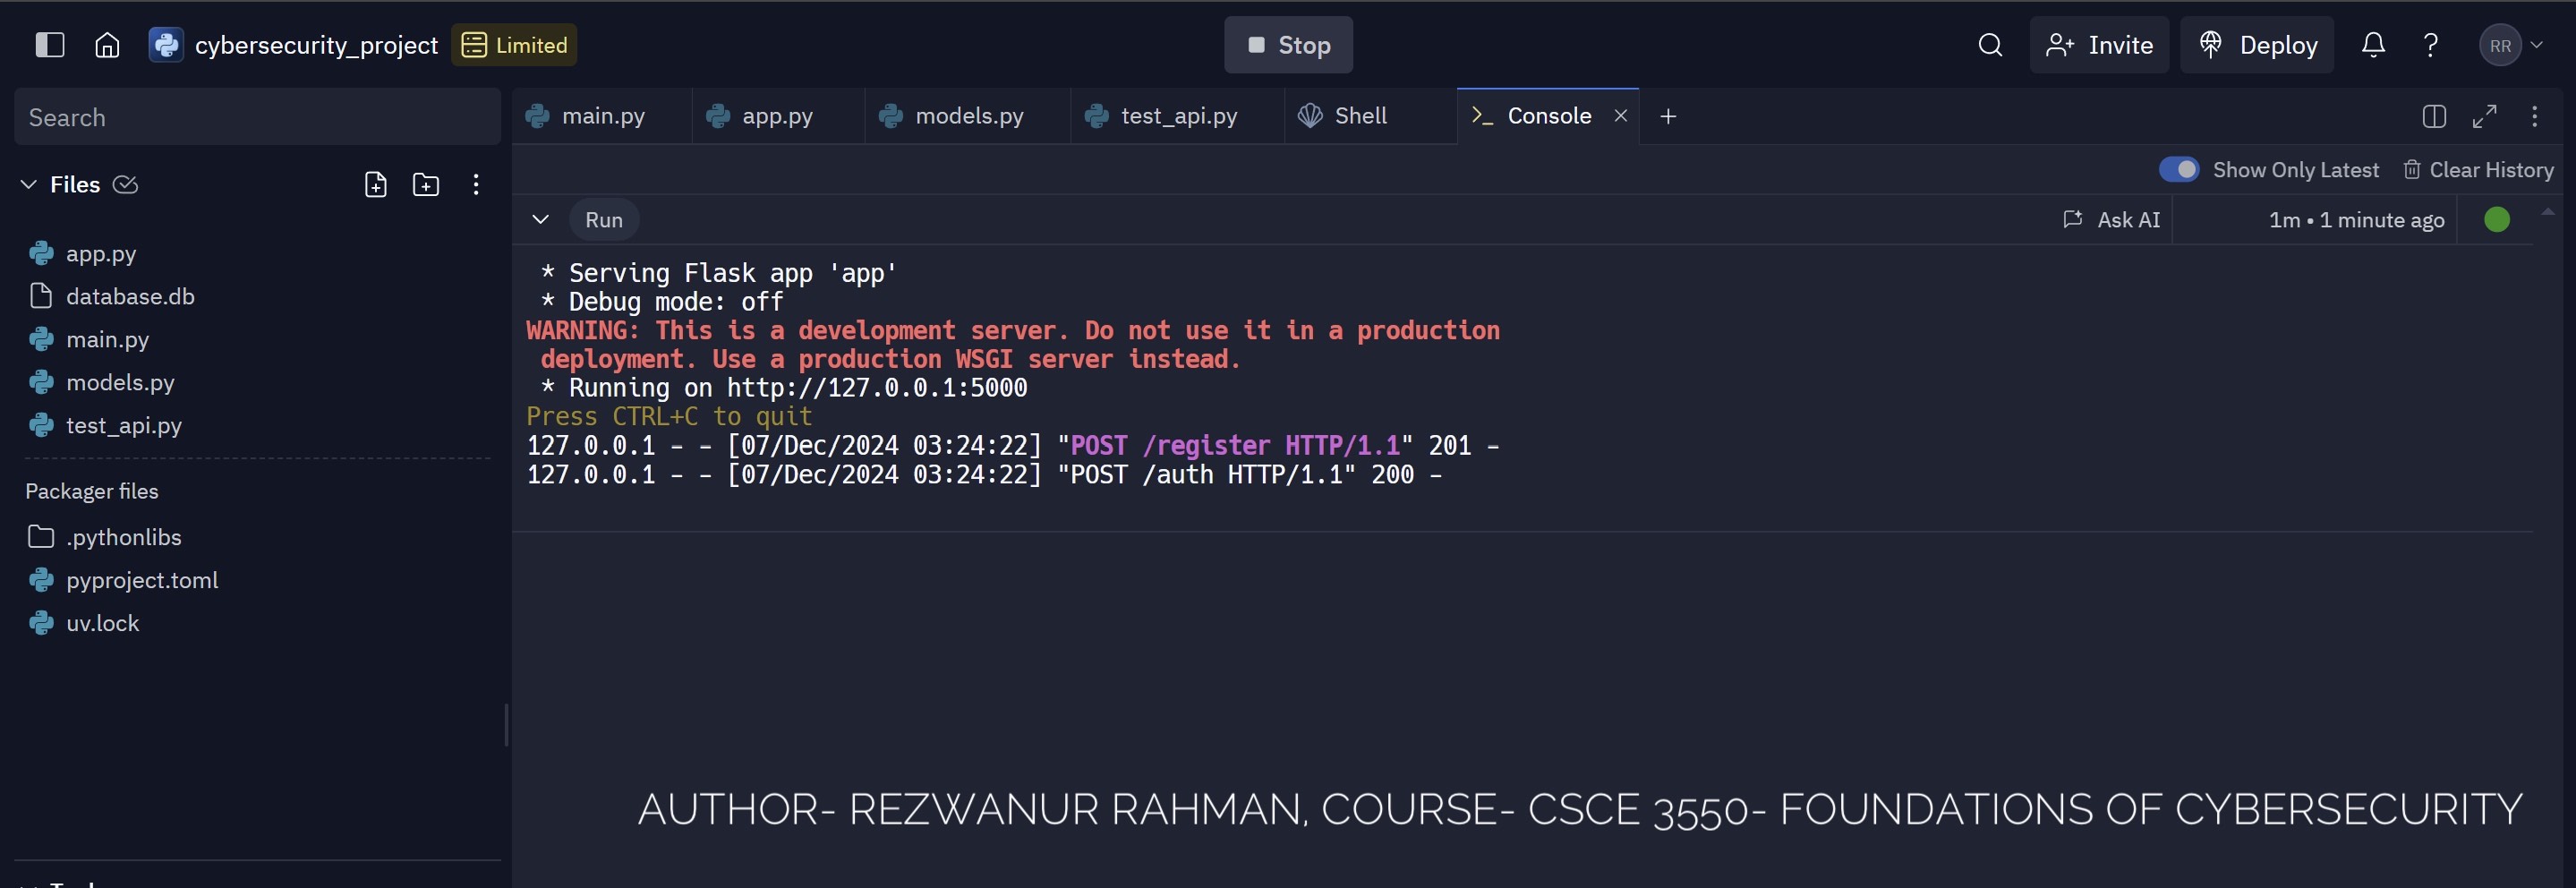 cybersecurity_project Limited Stop Invite Deploy ? RR
Search
main.py app.py models.py test_api.py Shell Console
Show Only Latest Clear History
Files
Run Ask AI 1m • 1 minute ago
app.py
database.db
main.py
models.py
test_api.py
Packager files
.pythonlibs
pyproject.toml
uv.lock
* Serving Flask app 'app'
* Debug mode: off
WARNING: This is a development server. Do not use it in a production
deployment. Use a production WSGI server instead.
* Running on http://127.0.0.1:5000
Press CTRL+C to quit
127.0.0.1 - - [07/Dec/2024 03:24:22] "POST /register HTTP/1.1" 201 -
127.0.0.1 - - [07/Dec/2024 03:24:22] "POST /auth HTTP/1.1" 200 -
AUTHOR- REZWANUR RAHMAN, COURSE- CSCE 3550- FOUNDATIONS OF CYBERSECURITY